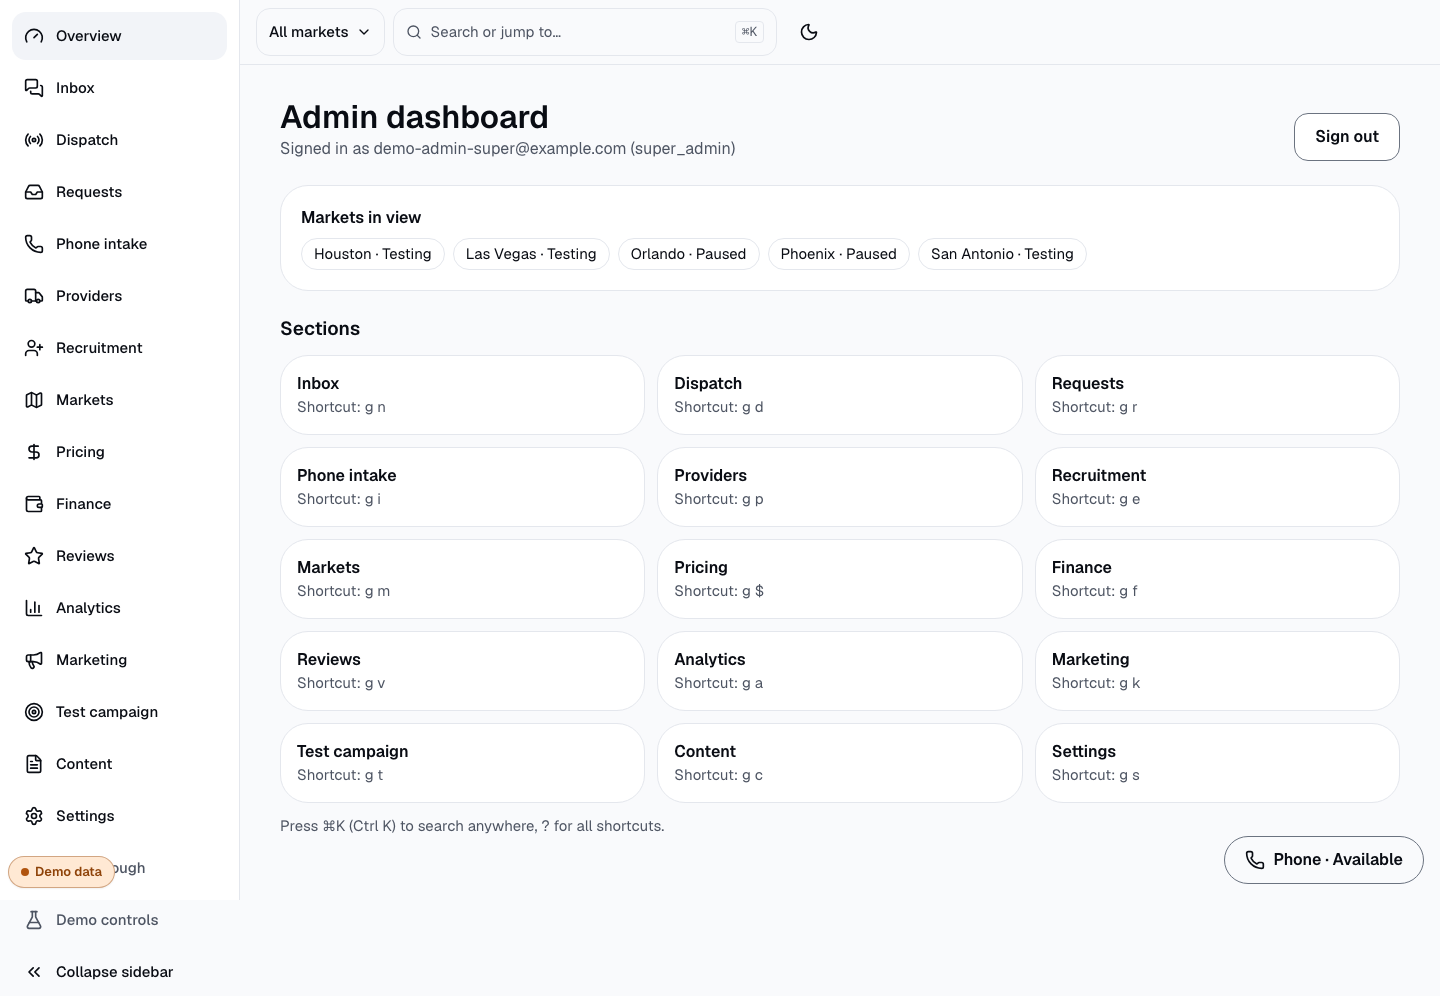 Overview
Inbox
Dispatch
Requests
Phone intake
Providers
Recruitment
Markets
Pricing
Finance
Reviews
Analytics
Marketing
Test campaign
Content
Settings
Demo data
Demo controls
Collapse sidebar
All markets
Search or jump to...
⌘K
Admin dashboard
Signed in as demo-admin-super@example.com (super_admin)
Sign out
Markets in view
Houston · Testing
Las Vegas · Testing
Orlando · Paused
Phoenix · Paused
San Antonio · Testing
Sections
Inbox
Shortcut: g n
Dispatch
Shortcut: g d
Requests
Shortcut: g r
Phone intake
Shortcut: g i
Providers
Shortcut: g p
Recruitment
Shortcut: g e
Markets
Shortcut: g m
Pricing
Shortcut: g $
Finance
Shortcut: g f
Reviews
Shortcut: g v
Analytics
Shortcut: g a
Marketing
Shortcut: g k
Test campaign
Shortcut: g t
Content
Shortcut: g c
Settings
Shortcut: g s
Press ⌘K (Ctrl K) to search anywhere, ? for all shortcuts.
Phone · Available